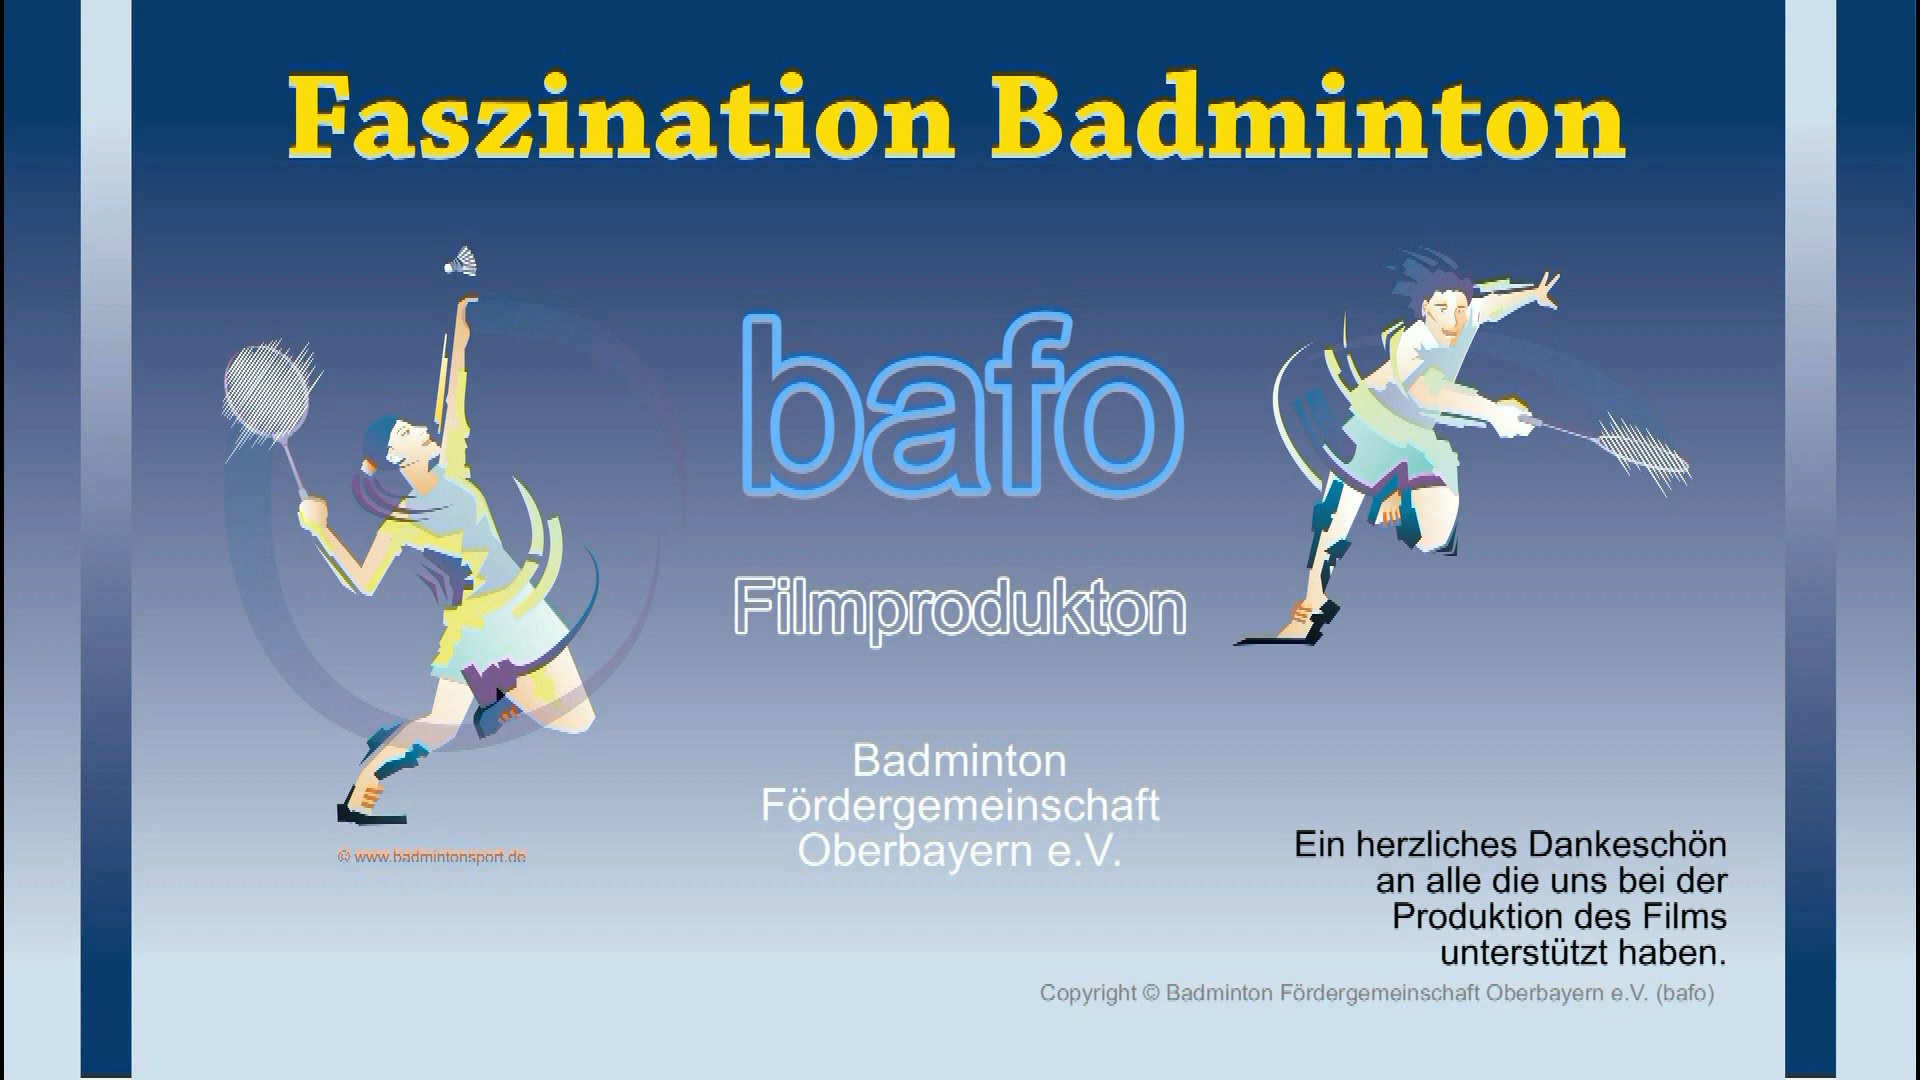 Faszination Badminton
bafo
Filmprodukton
Badminton
Fördergemeinschaft
Oberbayern e.V.
© www.badmintonsport.de
Ein herzliches Dankeschön
an alle die uns bei der
Produktion des Films
unterstützt haben.
Copyright © Badminton Fördergemeinschaft Oberbayern e.V. (bafo)